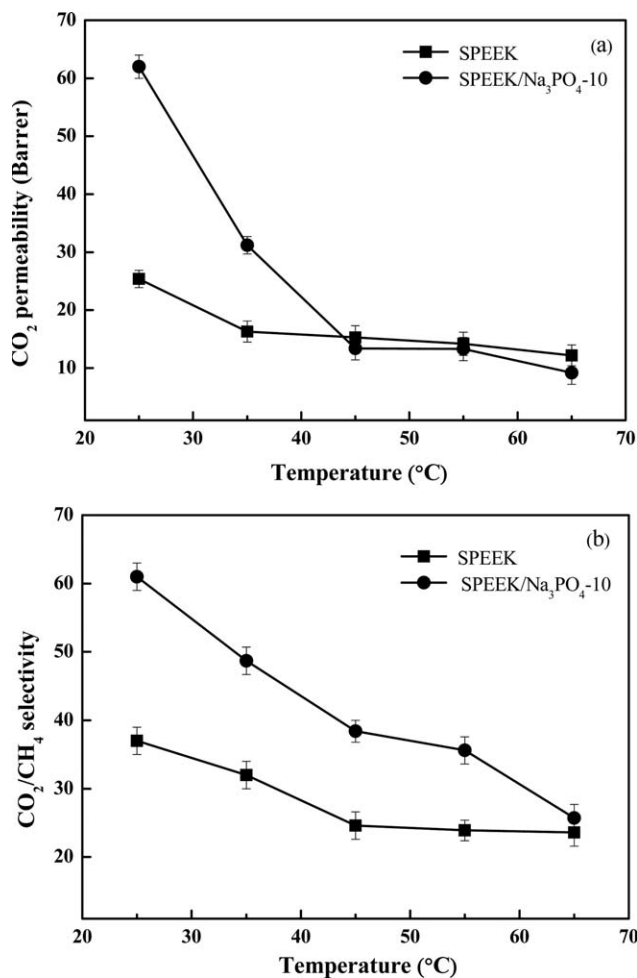 70
60
50
40
30
20
10
20
30
40
50
60
70
CO₂ permeability (Barrer)
Temperature (°C)
(a)
SPEEK
SPEEK/Na₃PO₄-10
70
60
50
40
30
20
20
30
40
50
60
70
CO₂/CH₄ selectivity
Temperature (°C)
(b)
SPEEK
SPEEK/Na₃PO₄-10